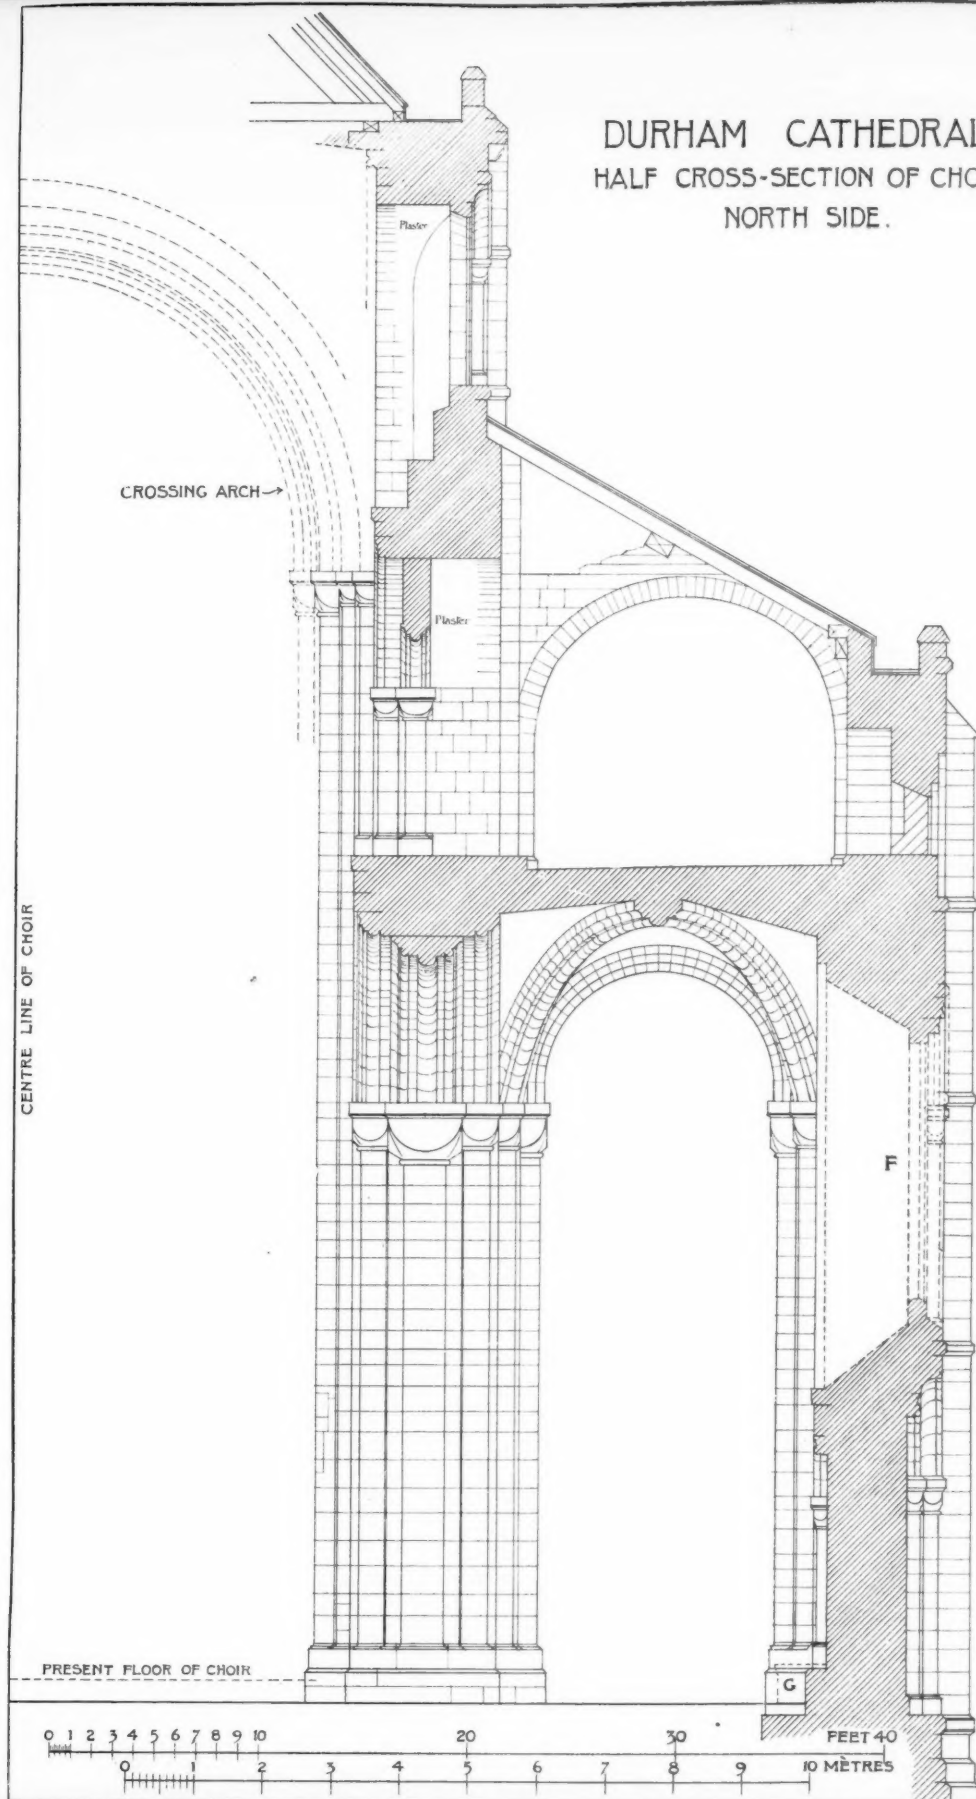 DURHAM CATHEDRAL
HALF CROSS-SECTION OF CHO
NORTH SIDE.
Plaster
CROSSING ARCH
Plaster
CENTRE LINE OF CHOIR
F
PRESENT FLOOR OF CHOIR
G
0 1 2 3 4 5 6 7 8 9 10 20 30 FEET 40
0 1 2 3 4 5 6 7 8 9 10 MÈTRES